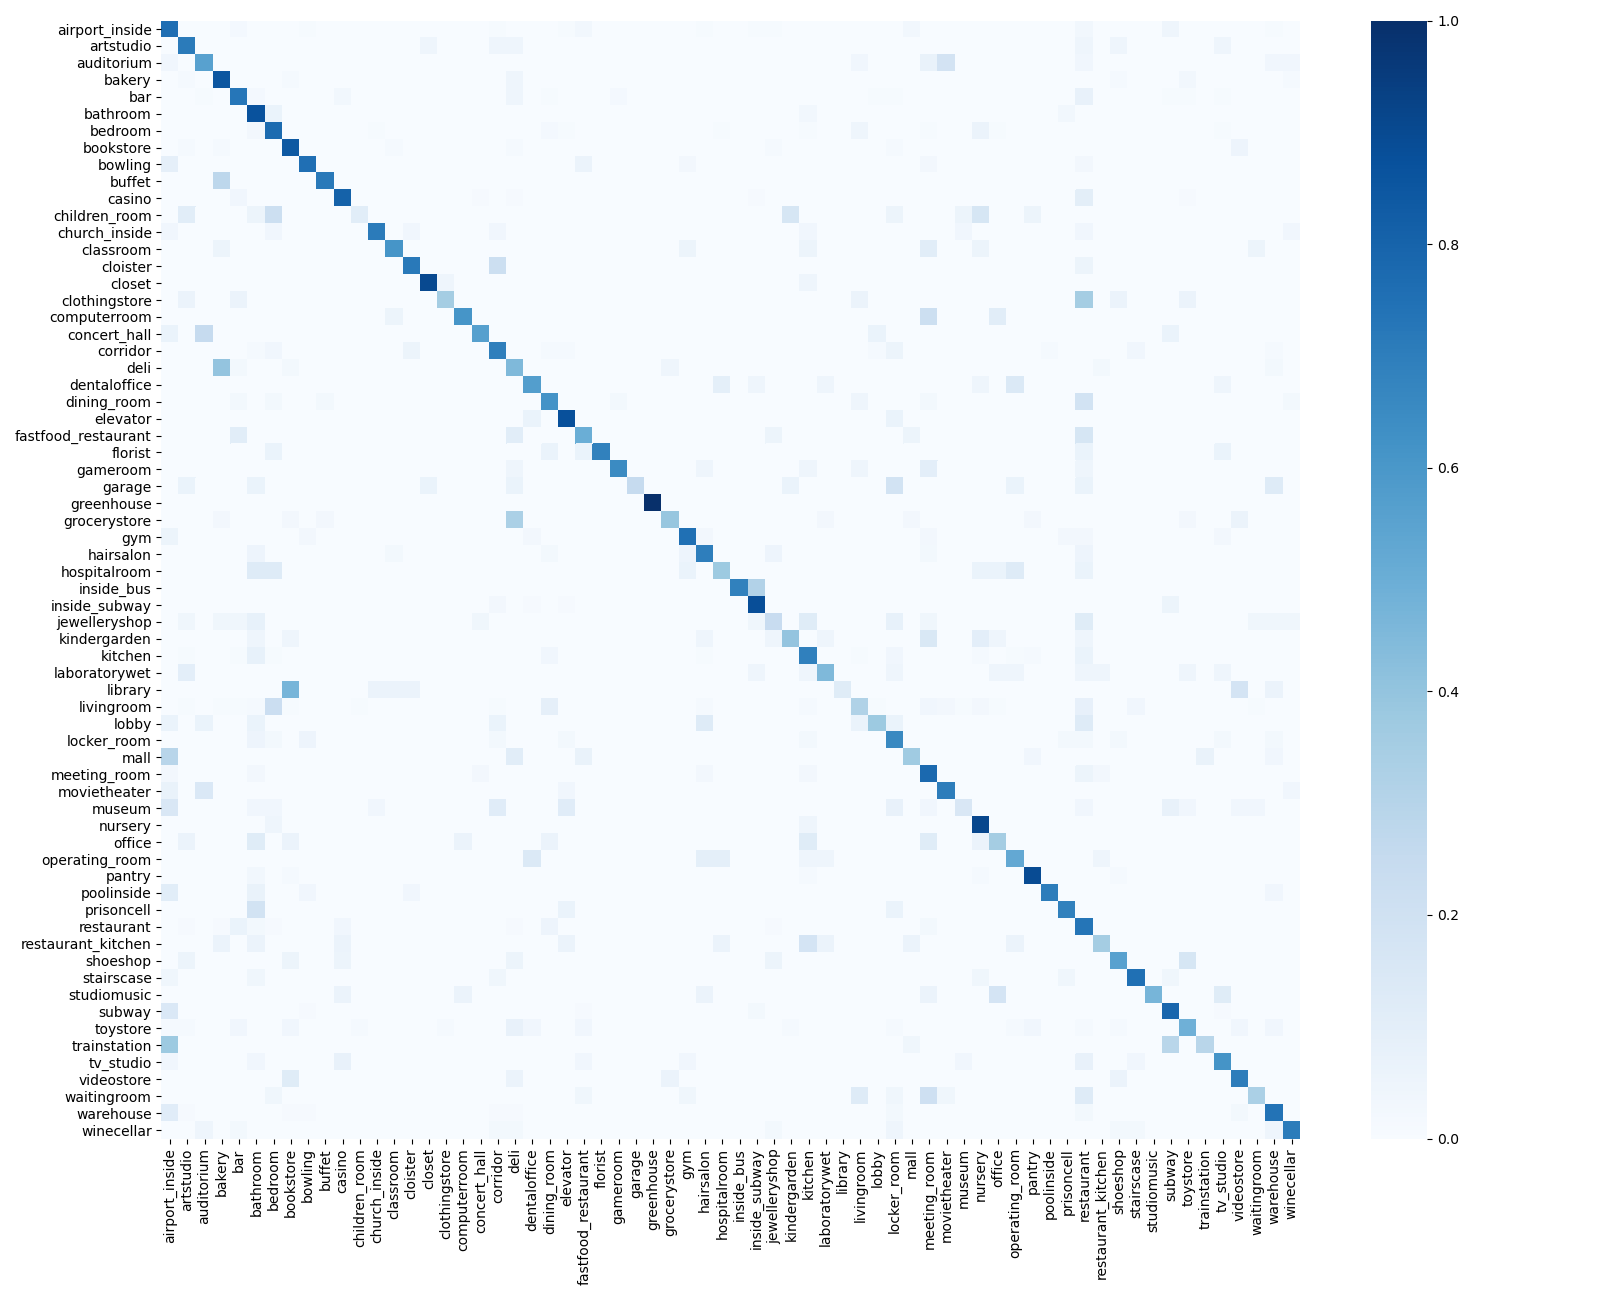 airport_inside
artstudio
auditorium
bakery
bar
bathroom
bedroom
bookstore
bowling
buffet
casino
children_room
church_inside
classroom
cloister
closet
clothingstore
computerroom
concert_hall
corridor
deli
dentaloffice
dining_room
elevator
fastfood_restaurant
florist
gameroom
garage
greenhouse
grocerystore
gym
hairsalon
hospitalroom
inside_bus
inside_subway
jewelleryshop
kindergarden
kitchen
laboratorywet
library
livingroom
lobby
locker_room
mall
meeting_room
movietheater
museum
nursery
office
operating_room
pantry
poolinside
prisoncell
restaurant
restaurant_kitchen
shoeshop
stairscase
studiomusic
subway
toystore
trainstation
tv_studio
videostore
waitingroom
warehouse
winecellar
airport_inside
artstudio
auditorium
bakery
bar
bathroom
bedroom
bookstore
bowling
buffet
casino
children_room
church_inside
classroom
cloister
closet
clothingstore
computerroom
concert_hall
corridor
deli
dentaloffice
dining_room
elevator
fastfood_restaurant
florist
gameroom
garage
greenhouse
grocerystore
gym
hairsalon
hospitalroom
inside_bus
inside_subway
jewelleryshop
kindergarden
kitchen
laboratorywet
library
livingroom
lobby
locker_room
mall
meeting_room
movietheater
museum
nursery
office
operating_room
pantry
poolinside
prisoncell
restaurant
restaurant_kitchen
shoeshop
stairscase
studiomusic
subway
toystore
trainstation
tv_studio
videostore
waitingroom
warehouse
winecellar
1.0
0.8
0.6
0.4
0.2
0.0